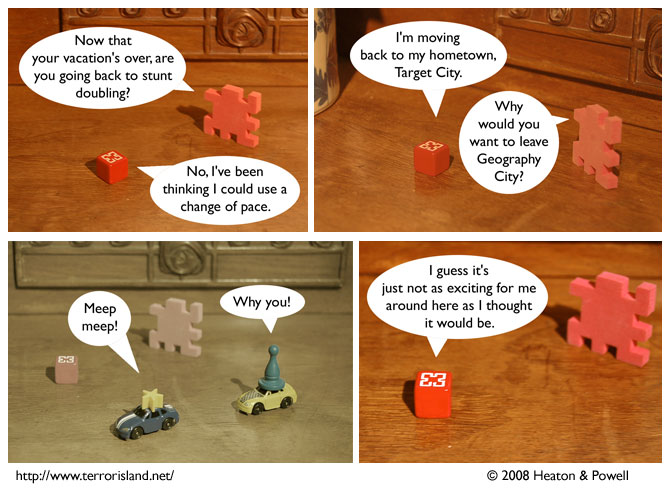 Now that
your vacation's over, are
you going back to stunt
doubling?
No, I've been
thinking I could use a
change of pace.
I'm moving
back to my hometown,
Target City.
Why
would you
want to leave
Geography
City?
Meep
meep!
Why you!
I guess it's
just not as exciting for me
around here as I thought
it would be.
http://www.terrorisland.net/
© 2008 Heaton & Powell